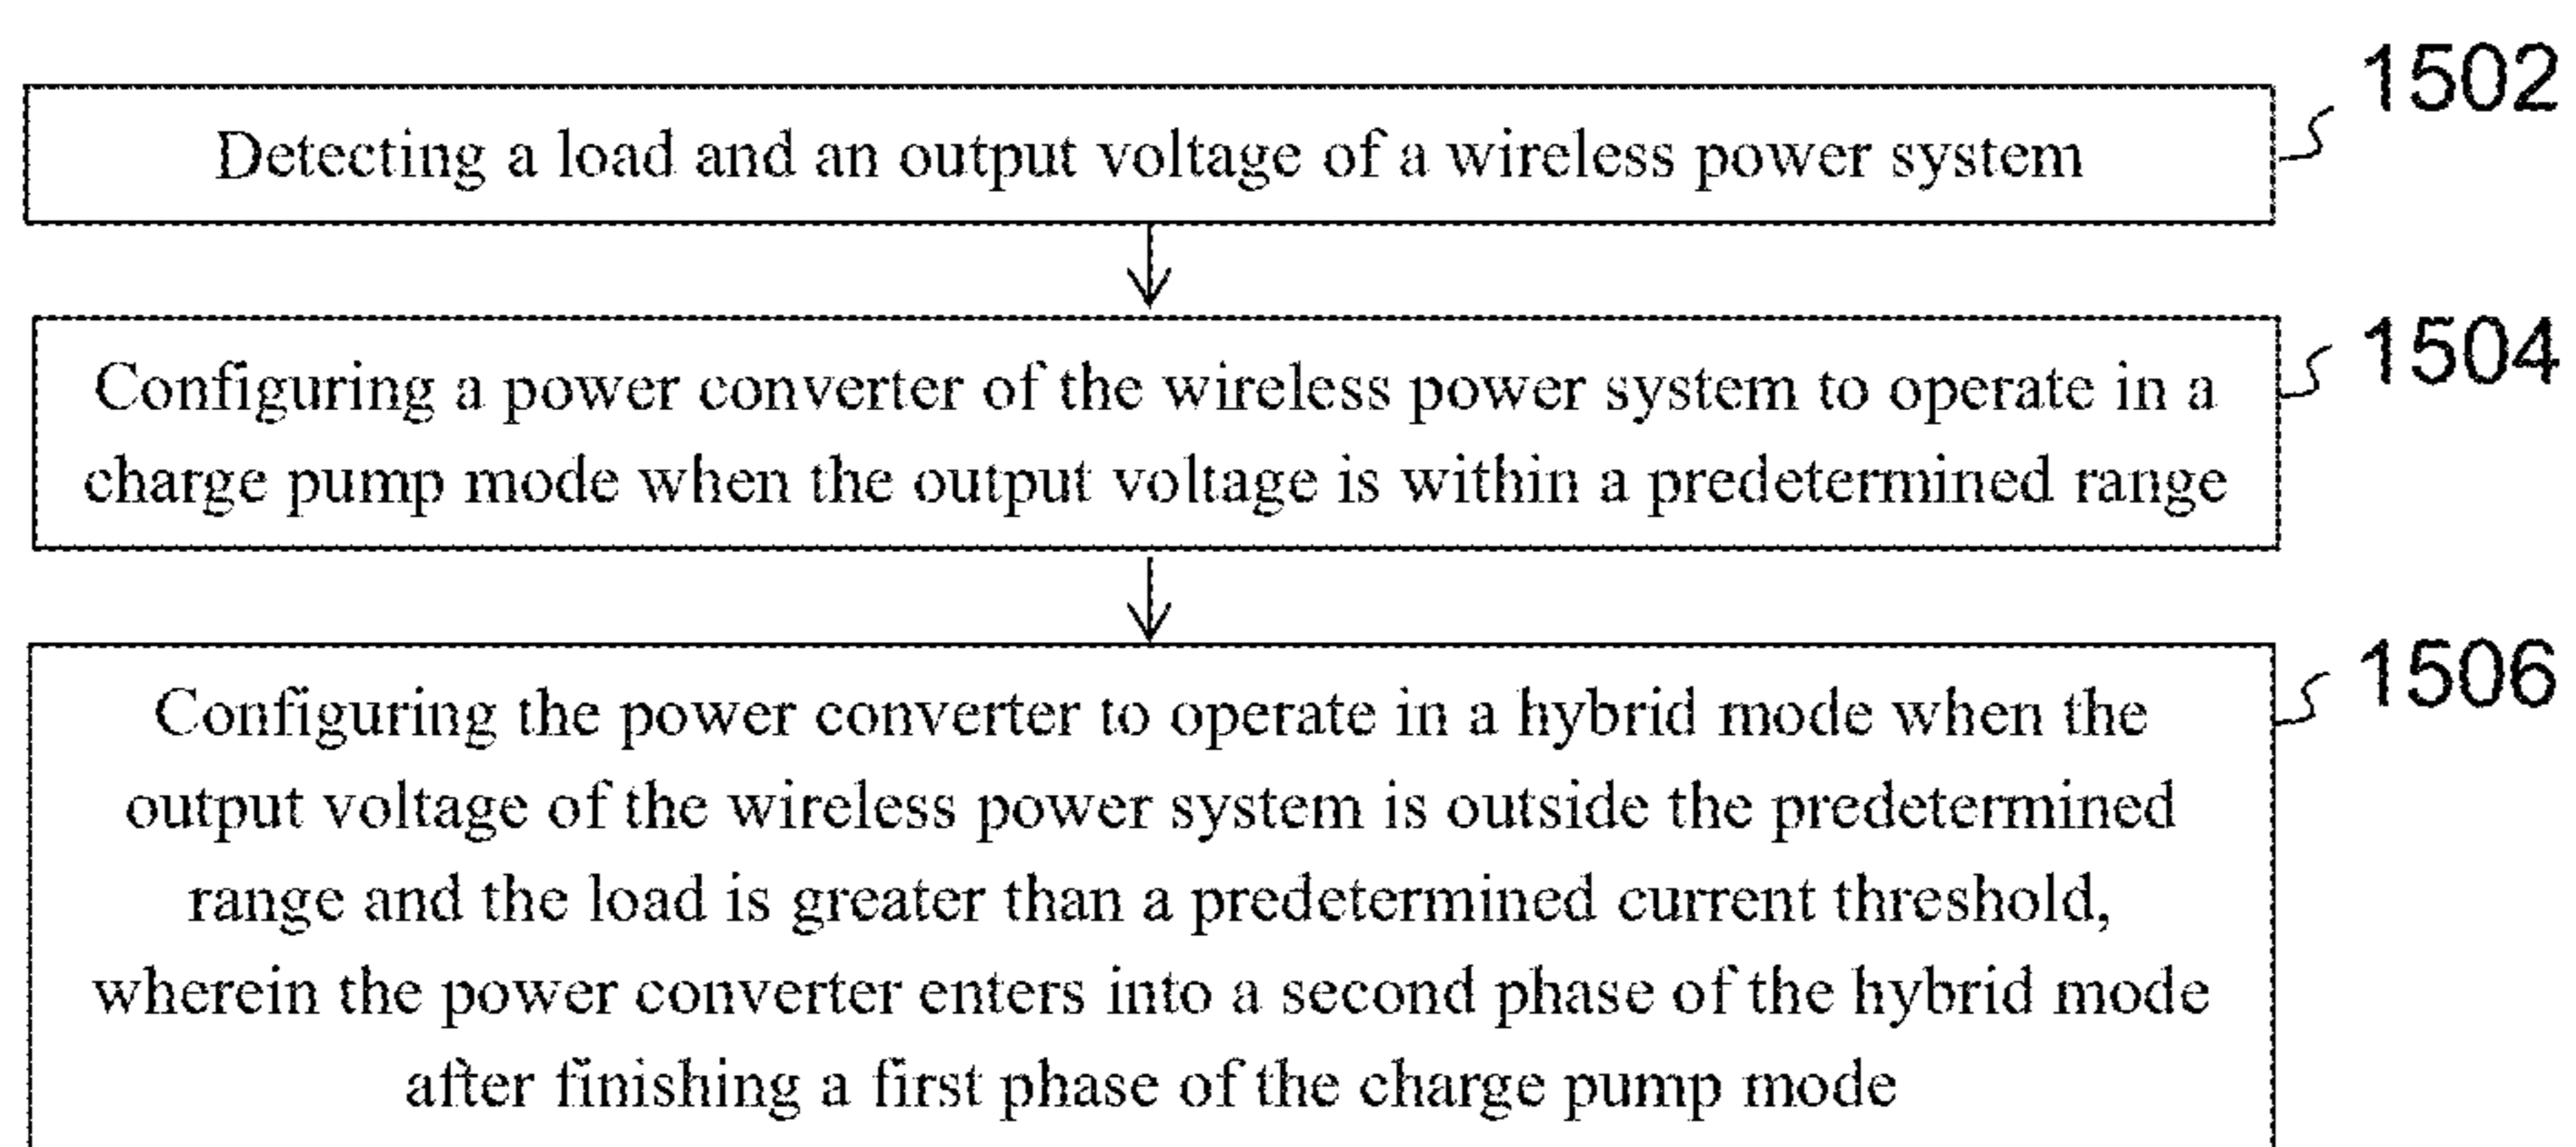 1502
Detecting a load and an output voltage of a wireless power system
1504
Configuring a power converter of the wireless power system to operate in a
charge pump mode when the output voltage is within a predetermined range
1506
Configuring the power converter to operate in a hybrid mode when the
output voltage of the wireless power system is outside the predetermined
range and the load is greater than a predetermined current threshold,
wherein the power converter enters into a second phase of the hybrid mode
after finishing a first phase of the charge pump mode